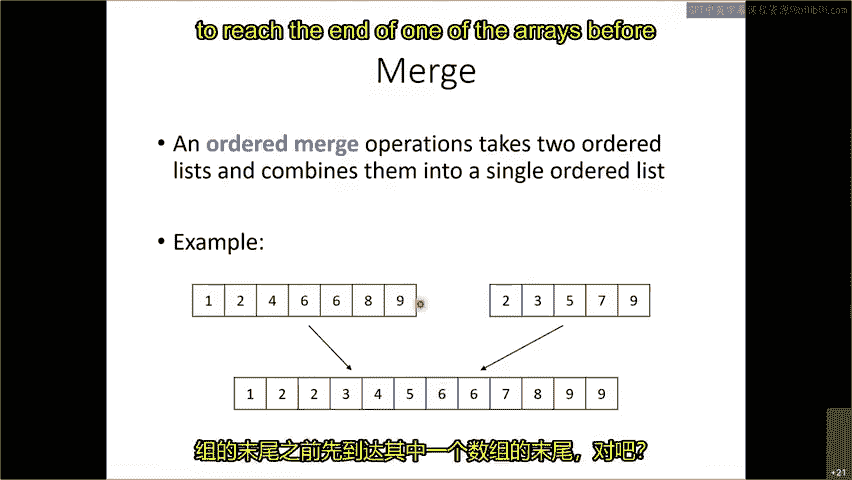 to reach the end of one of the arrays before
Merge
• An ordered merge operations takes two ordered
lists and combines them into a single ordered list
• Example:
1 2 4 6 6 8 9
2 3 5 7 9
1 2 2 3 4 5 6 6 7 8 9 9
组的末尾之前先到达其中一个数组的末尾，对吧？
+21